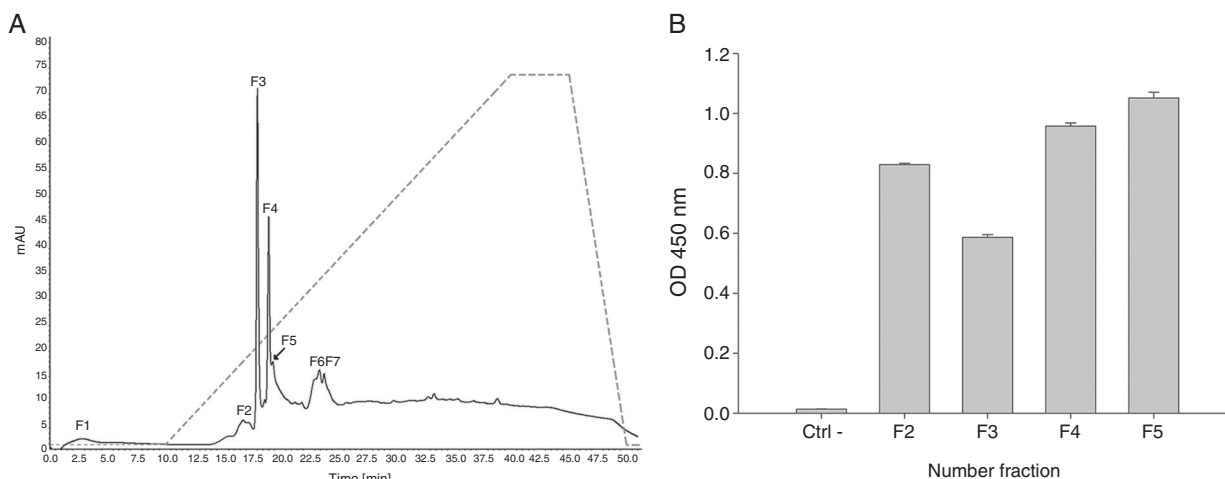 A
80
75
70
65
60
55
50
45
40
35
30
25
20
15
10
5
0
mAU
F1
F2
F3
F4
F5
F6F7
0.0 2.5 5.0 7.5 10.0 12.5 15.0 17.5 20.0 22.5 25.0 27.5 30.0 32.5 35.0 37.5 40.0 42.5 45.0 47.5 50.0
Time [min]
B
1.2
1.0
0.8
0.6
0.4
0.2
0.0
OD 450 nm
Ctrl - F2 F3 F4 F5
Number fraction